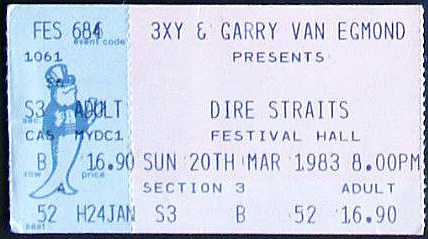 FES 684 3XY & GARRY VAN EGMOND
event code
1061 PRESENTS
sec
S3 ADULT DIRE STRAITS
CAS MYDC1 FESTIVAL HALL
B 16.90 SUN 20TH MAR 1983 8.00PM
row price
A SECTION 3 ADULT
52 H24JAN S3 B 52 16.90
seat